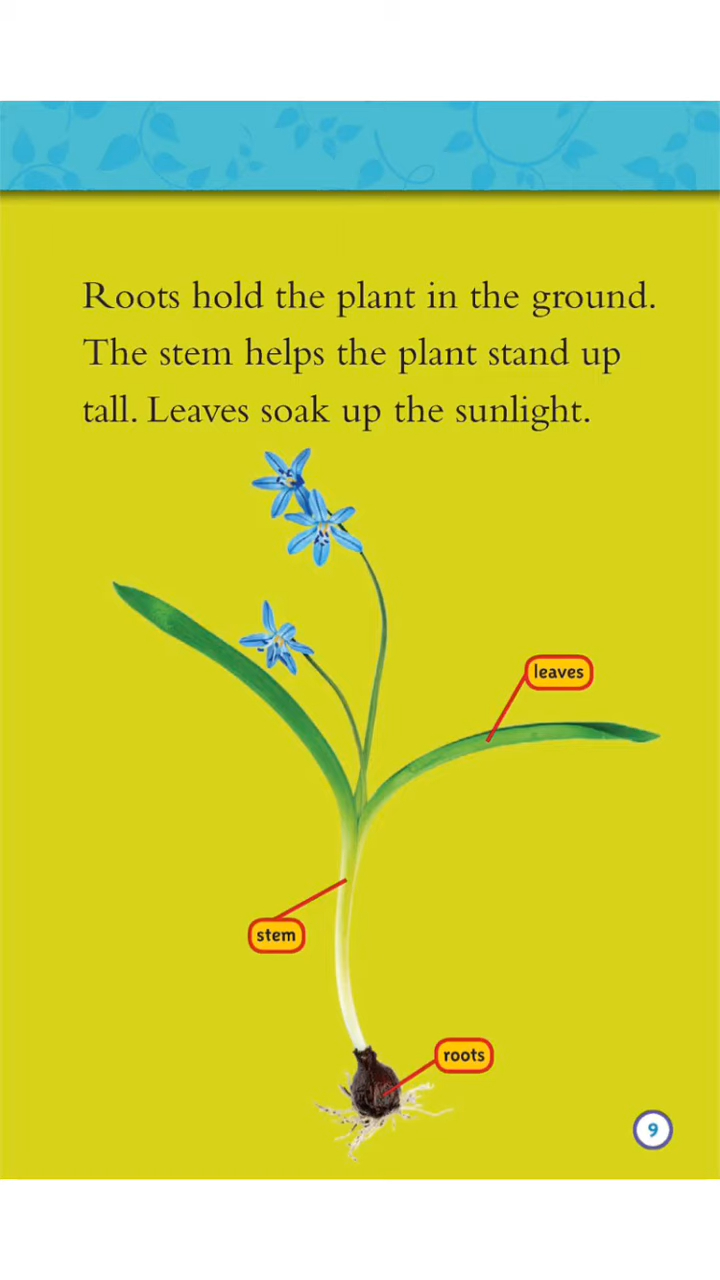 Roots hold the plant in the ground.
The stem helps the plant stand up
tall. Leaves soak up the sunlight.
leaves
stem
roots
9